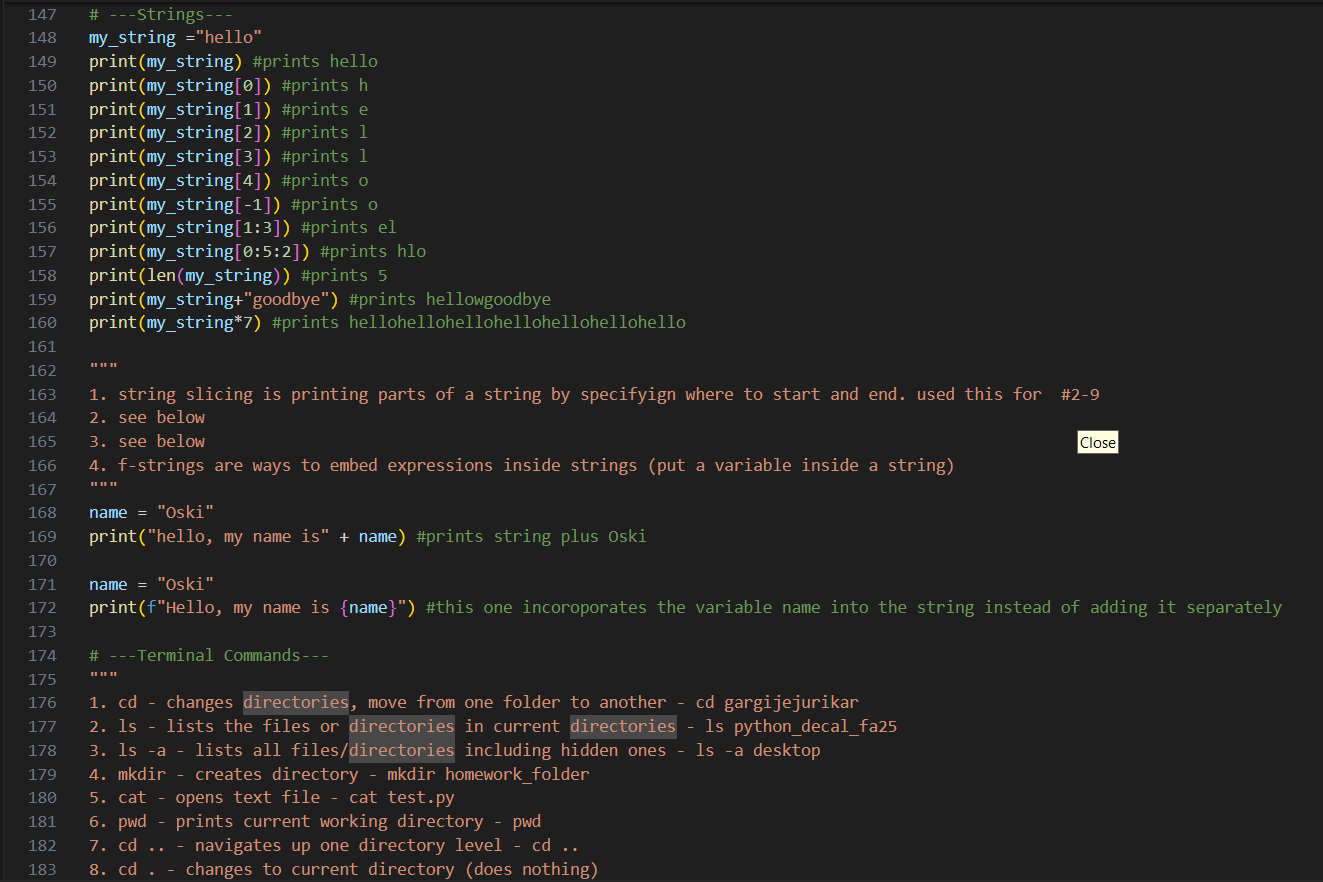 147 # ---Strings---
148 my_string ="hello"
149 print(my_string) #prints hello
150 print(my_string[0]) #prints h
151 print(my_string[1]) #prints e
152 print(my_string[2]) #prints l
153 print(my_string[3]) #prints l
154 print(my_string[4]) #prints o
155 print(my_string[-1]) #prints o
156 print(my_string[1:3]) #prints el
157 print(my_string[0:5:2]) #prints hlo
158 print(len(my_string)) #prints 5
159 print(my_string+"goodbye") #prints hellowgoodbye
160 print(my_string*7) #prints hellohellohellohellohellohellohello
161
162 """
163 1. string slicing is printing parts of a string by specifyign where to start and end. used this for  #2-9
164 2. see below
165 3. see below
Close
166 4. f-strings are ways to embed expressions inside strings (put a variable inside a string)
167 """
168 name = "Oski"
169 print("hello, my name is" + name) #prints string plus Oski
170
171 name = "Oski"
172 print(f"Hello, my name is {name}") #this one incoroporates the variable name into the string instead of adding it separately
173
174 # ---Terminal Commands---
175 """
176 1. cd - changes directories, move from one folder to another - cd gargijejurikar
177 2. ls - lists the files or directories in current directories - ls python_decal_fa25
178 3. ls -a - lists all files/directories including hidden ones - ls -a desktop
179 4. mkdir - creates directory - mkdir homework_folder
180 5. cat - opens text file - cat test.py
181 6. pwd - prints current working directory - pwd
182 7. cd .. - navigates up one directory level - cd ..
183 8. cd . - changes to current directory (does nothing)